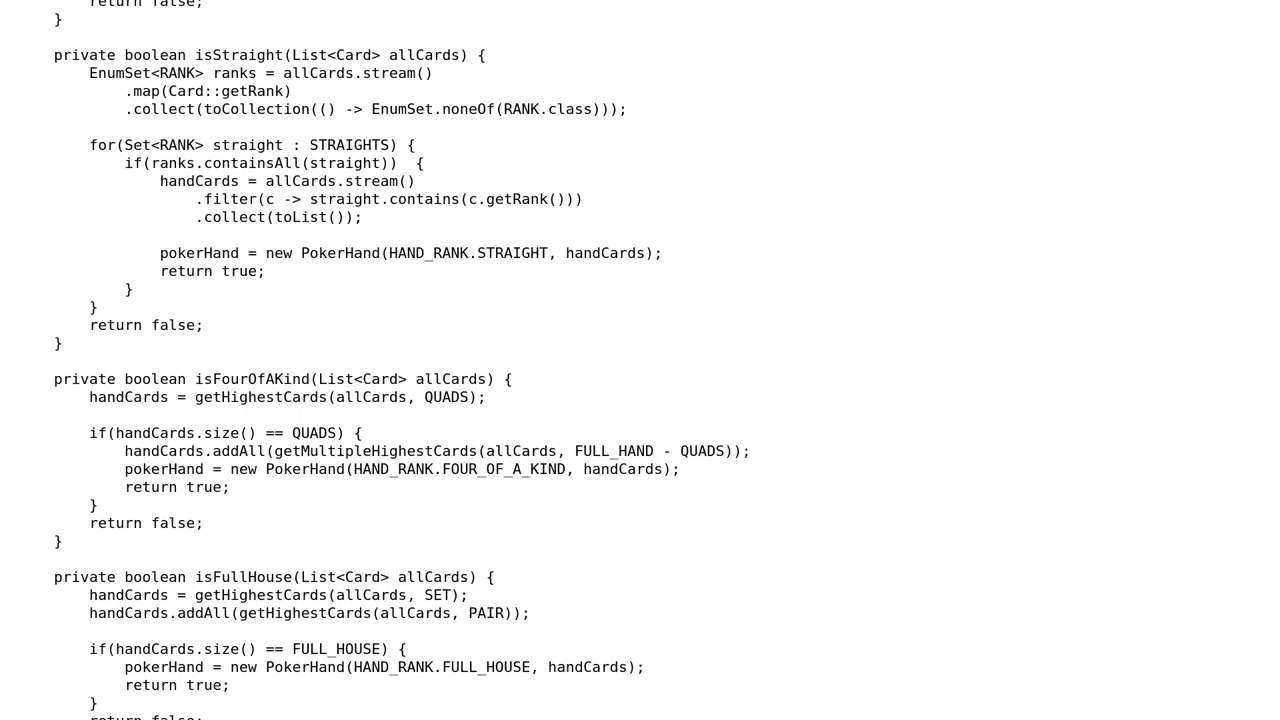 return false;
}
private boolean isStraight(List<Card> allCards) {
EnumSet<RANK> ranks = allCards.stream()
.map(Card::getRank)
.collect(toCollection(() -> EnumSet.noneOf(RANK.class)));
for(Set<RANK> straight : STRAIGHTS) {
if(ranks.containsAll(straight))  {
handCards = allCards.stream()
.filter(c -> straight.contains(c.getRank()))
.collect(toList());
pokerHand = new PokerHand(HAND_RANK.STRAIGHT, handCards);
return true;
}
}
return false;
}
private boolean isFourOfAKind(List<Card> allCards) {
handCards = getHighestCards(allCards, QUADS);
if(handCards.size() == QUADS) {
handCards.addAll(getMultipleHighestCards(allCards, FULL_HAND - QUADS));
pokerHand = new PokerHand(HAND_RANK.FOUR_OF_A_KIND, handCards);
return true;
}
return false;
}
private boolean isFullHouse(List<Card> allCards) {
handCards = getHighestCards(allCards, SET);
handCards.addAll(getHighestCards(allCards, PAIR));
if(handCards.size() == FULL_HOUSE) {
pokerHand = new PokerHand(HAND_RANK.FULL_HOUSE, handCards);
return true;
}
return false;